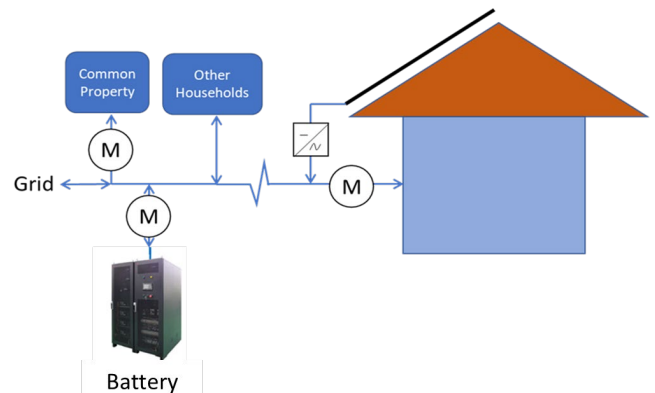 Common
Property
Other
Households
M
Grid
M
M
Battery